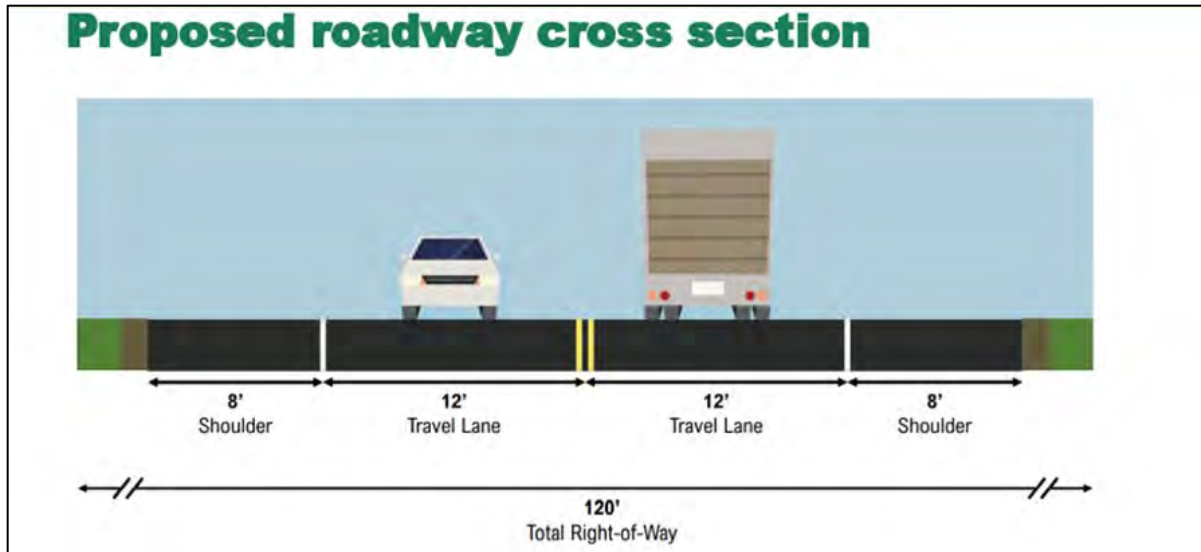 Proposed roadway cross section
8’ 12’ 12’ 8’
Shoulder Travel Lane Travel Lane Shoulder
120’
Total Right-of-Way